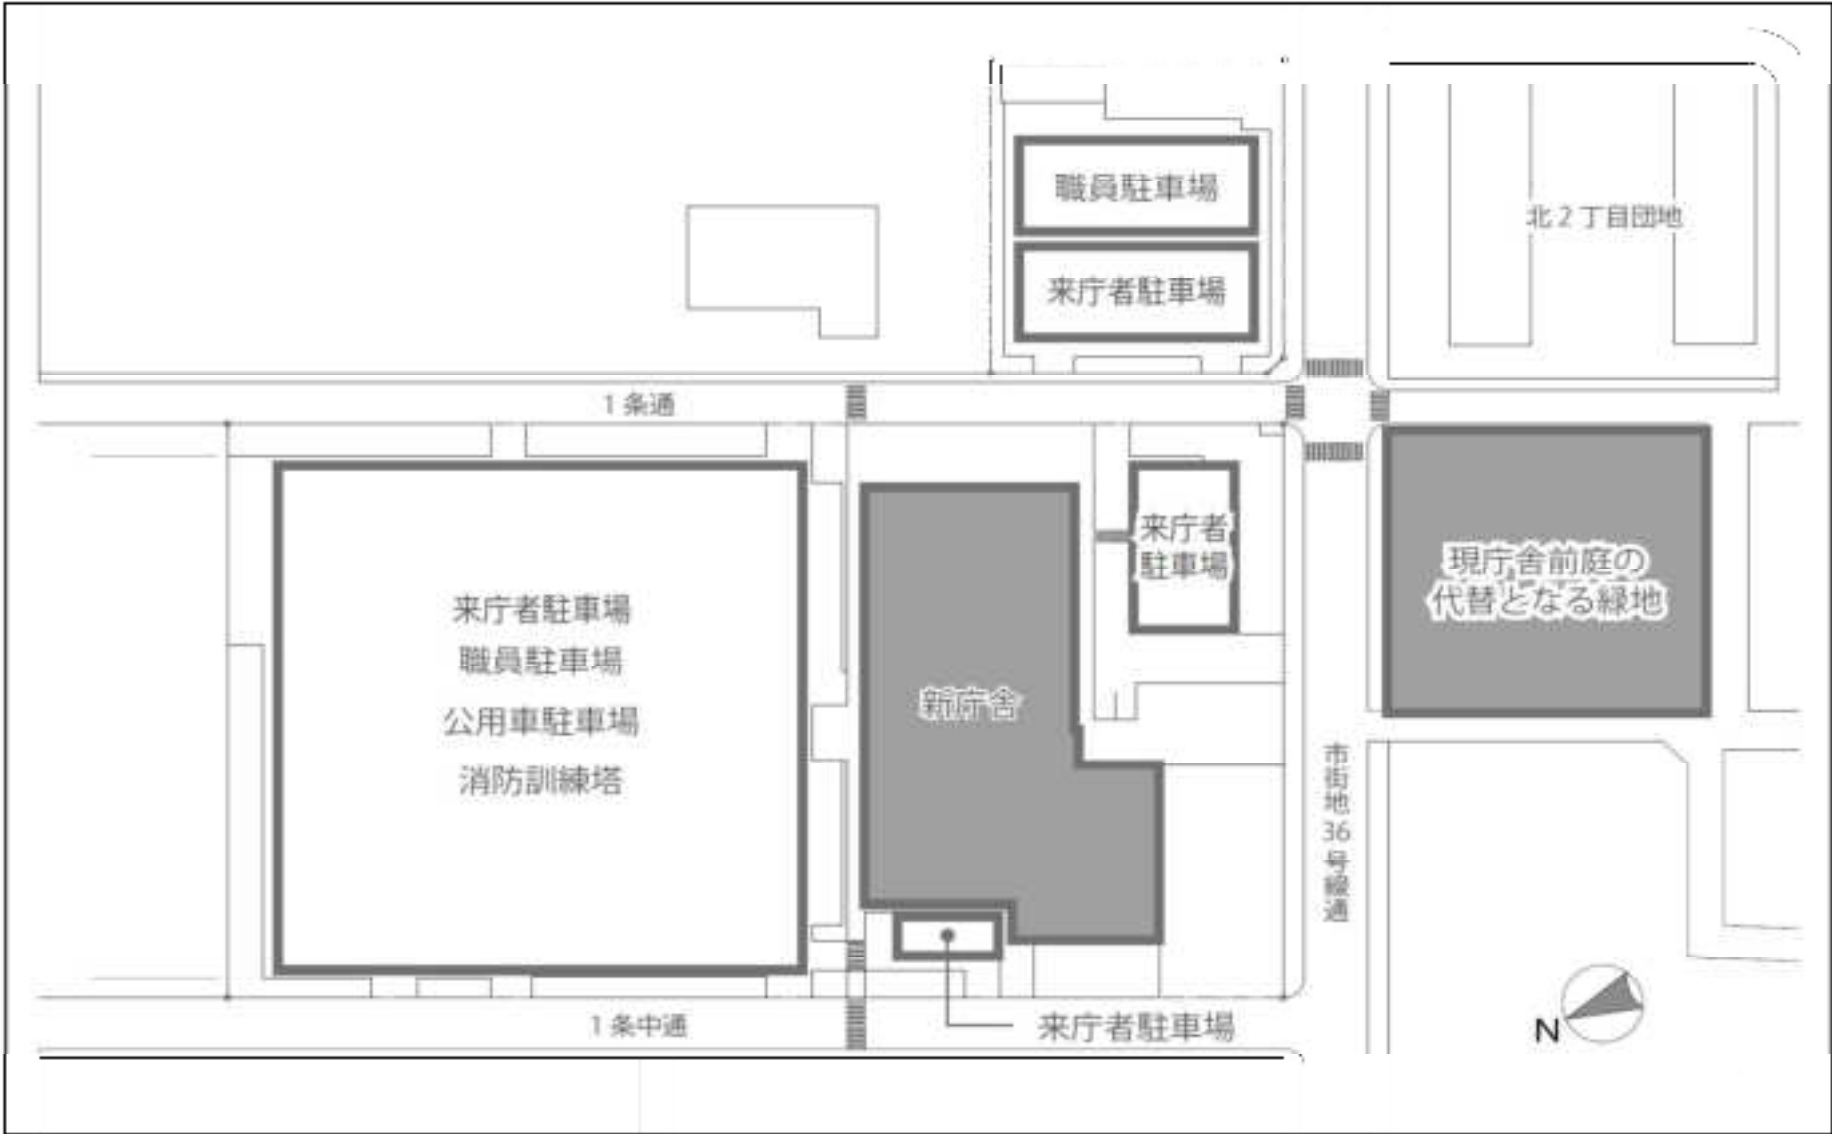 職員駐車場
北2丁目団地
来庁者駐車場
1条通
来庁者
駐車場
現庁舎前庭の
代替となる緑地
来庁者駐車場
職員駐車場
公用車駐車場
消防訓練塔
新庁舎
市街地36号線通
1条中通
来庁者駐車場
N